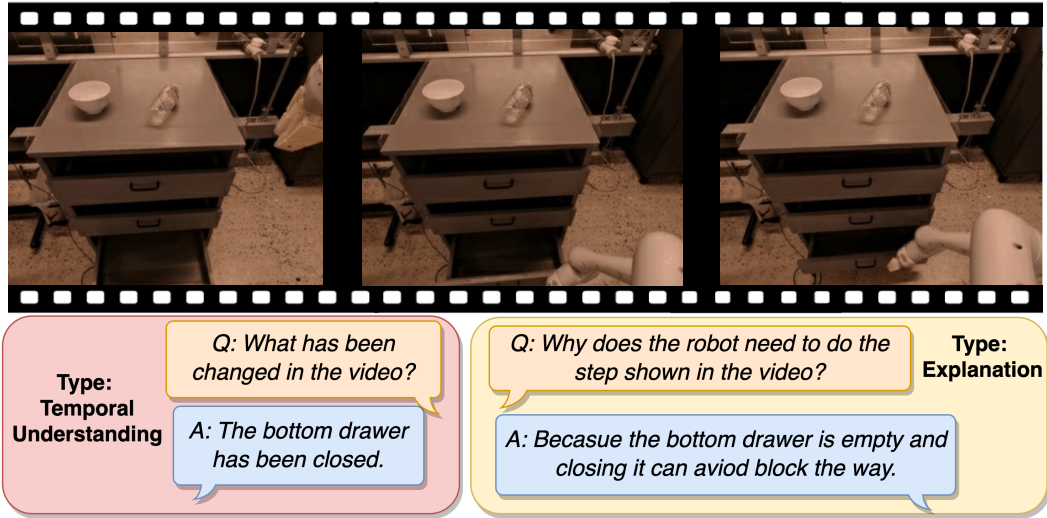 Type:
Temporal
Understanding
Q: What has been
changed in the video?
A: The bottom drawer
has been closed.
Q: Why does the robot need to do the
step shown in the video?
Type:
Explanation
A: Becasue the bottom drawer is empty and
closing it can aviod block the way.